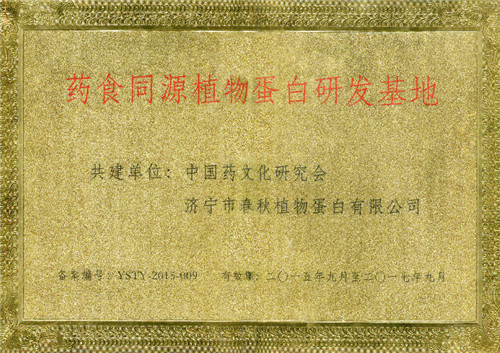 药食同源植物蛋白研发基地
共建单位：中国药文化研究会
济宁市春秋植物蛋白有限公司
备案编号：YSTY-2015-009 有效期：二〇一五年九月至二〇一七年九月